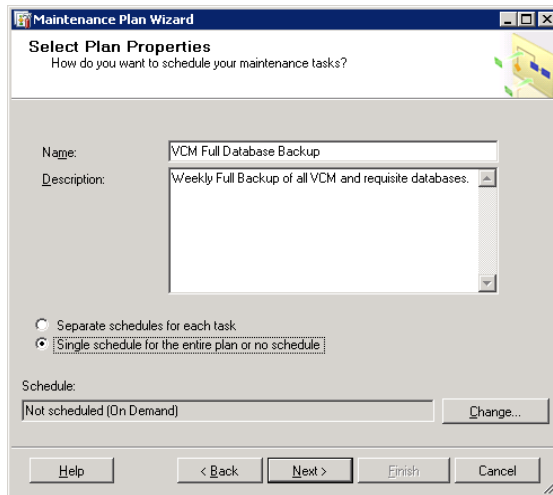 Maintenance Plan Wizard
Select Plan Properties
How do you want to schedule your maintenance tasks?
Name:
VCM Full Database Backup
Description:
Weekly Full Backup of all VCM and requisite databases.
Separate schedules for each task
Single schedule for the entire plan or no schedule
Schedule:
Not scheduled (On Demand)
Change...
Help
< Back
Next >
Finish
Cancel